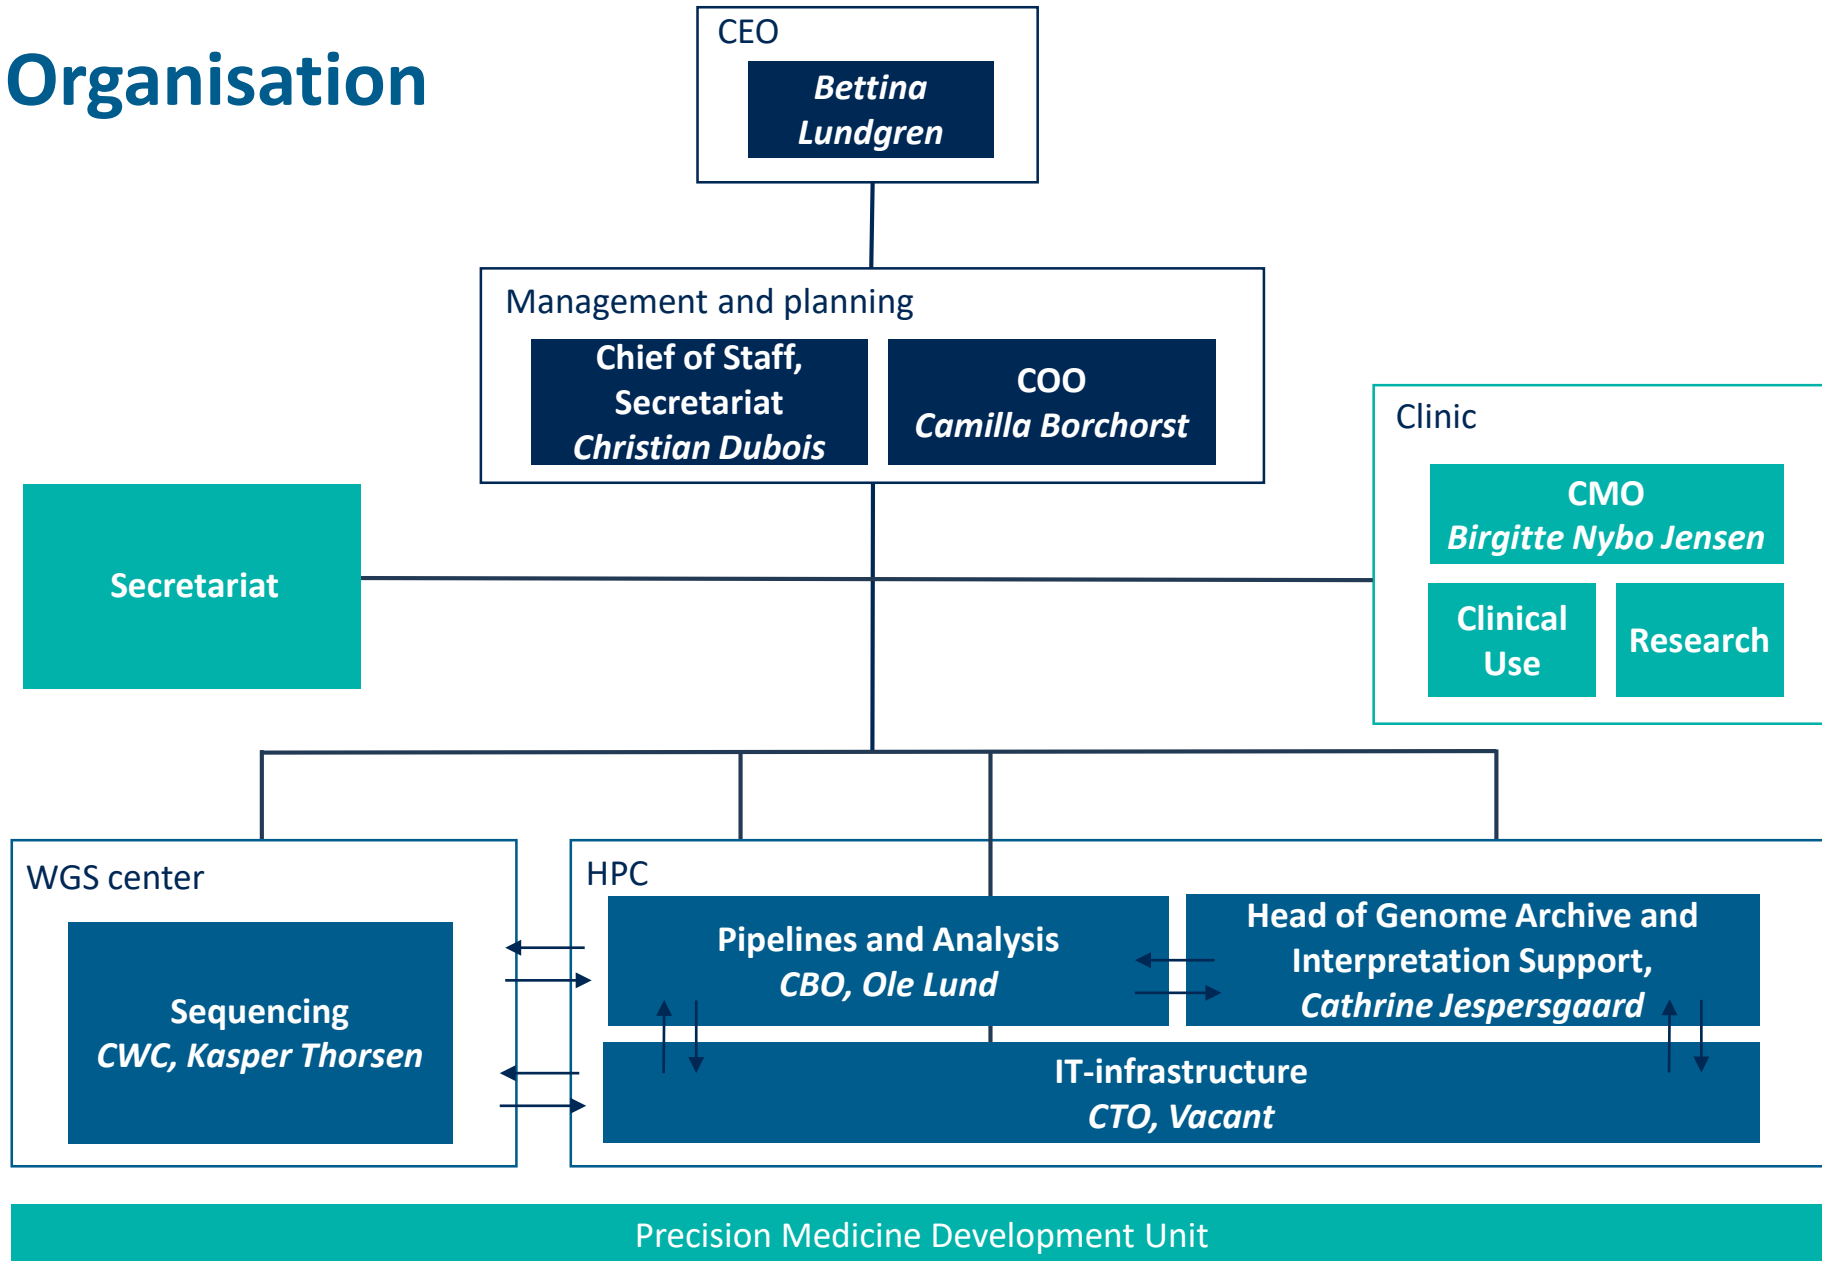 Organisation
CEO
Bettina
Lundgren
Management and planning
Chief of Staff,
Secretariat
Christian Dubois
COO
Camilla Borchorst
Clinic
CMO
Birgitte Nybo Jensen
Clinical
Use
Research
Secretariat
WGS center
Sequencing
CWC, Kasper Thorsen
HPC
Pipelines and Analysis
CBO, Ole Lund
Head of Genome Archive and
Interpretation Support,
Cathrine Jespersgaard
IT-infrastructure
CTO, Vacant
Precision Medicine Development Unit